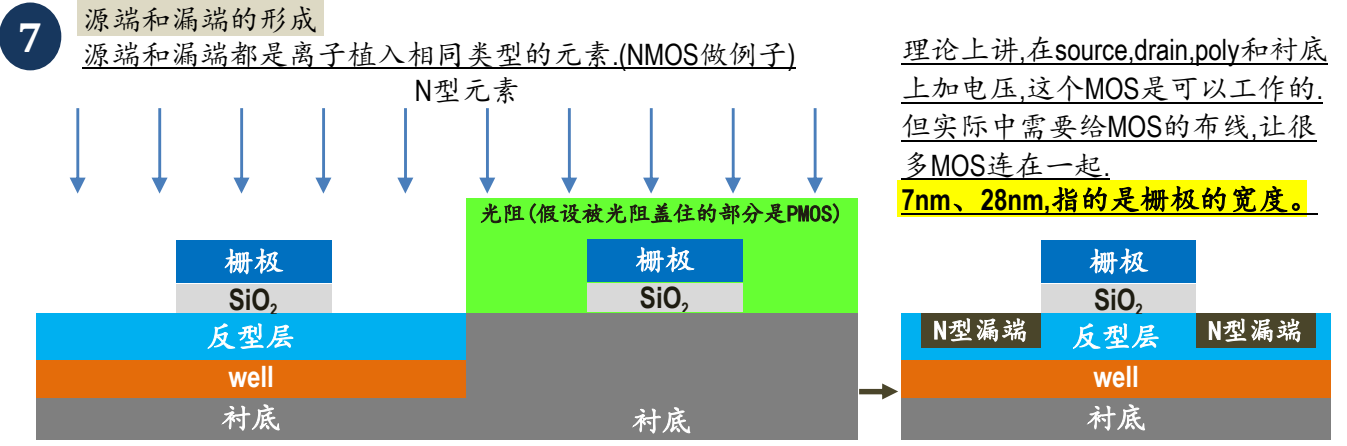 7
源端和漏端的形成
源端和漏端都是离子植入相同类型的元素.(NMOS做例子)
N型元素
光阻(假设被光阻盖住的部分是PMOS)
栅极
SiO₂
反型层
well
衬底
栅极
SiO₂
衬底
理论上讲,在source,drain,poly和衬底
上加电压,这个MOS是可以工作的.
但实际中需要给MOS的布线,让很
多MOS连在一起.
7nm、28nm,指的是栅极的宽度。
栅极
SiO₂
N型漏端
反型层
N型漏端
well
衬底